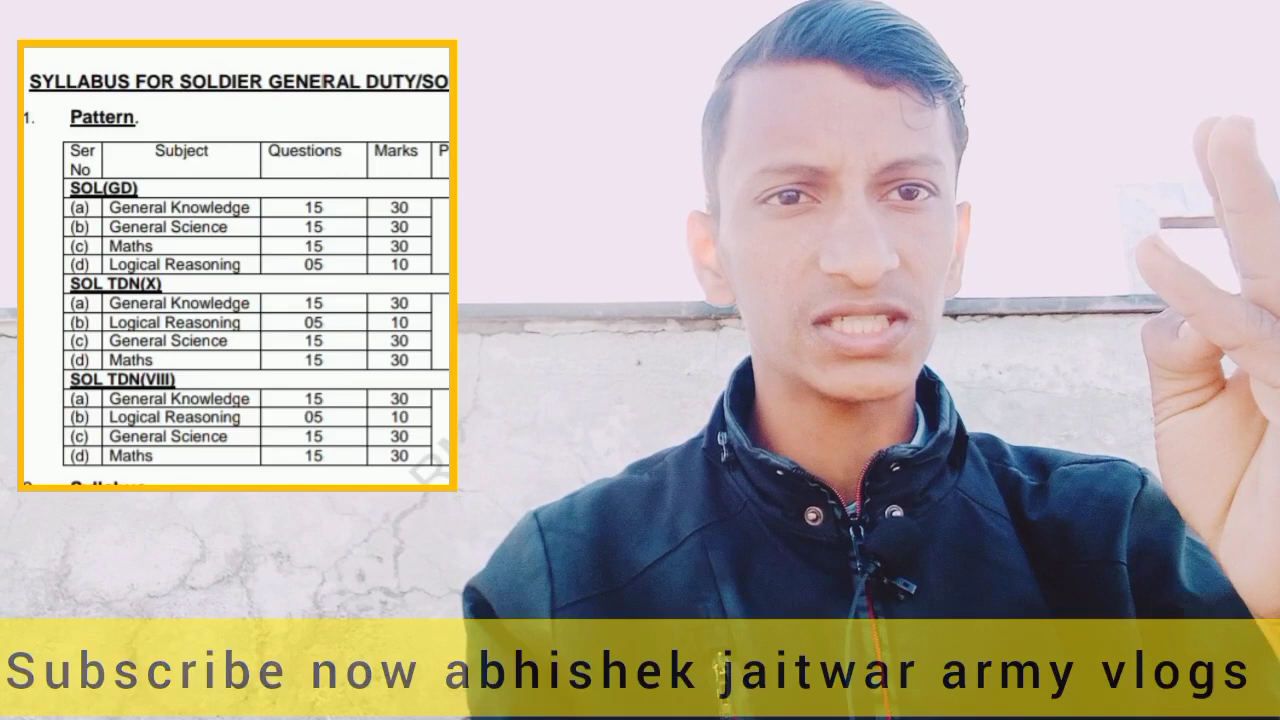 SYLLABUS FOR SOLDIER GENERAL DUTY/SO
1. Pattern.
Ser No Subject Questions Marks P
SOL(GD)
(a) General Knowledge 15 30
(b) General Science 15 30
(c) Maths 15 30
(d) Logical Reasoning 05 10
SOL TDN(X)
(a) General Knowledge 15 30
(b) Logical Reasoning 05 10
(c) General Science 15 30
(d) Maths 15 30
SOL TDN(VIII)
(a) General Knowledge 15 30
(b) Logical Reasoning 05 10
(c) General Science 15 30
(d) Maths 15 30
Subscribe now abhishek jaitwar army vlogs